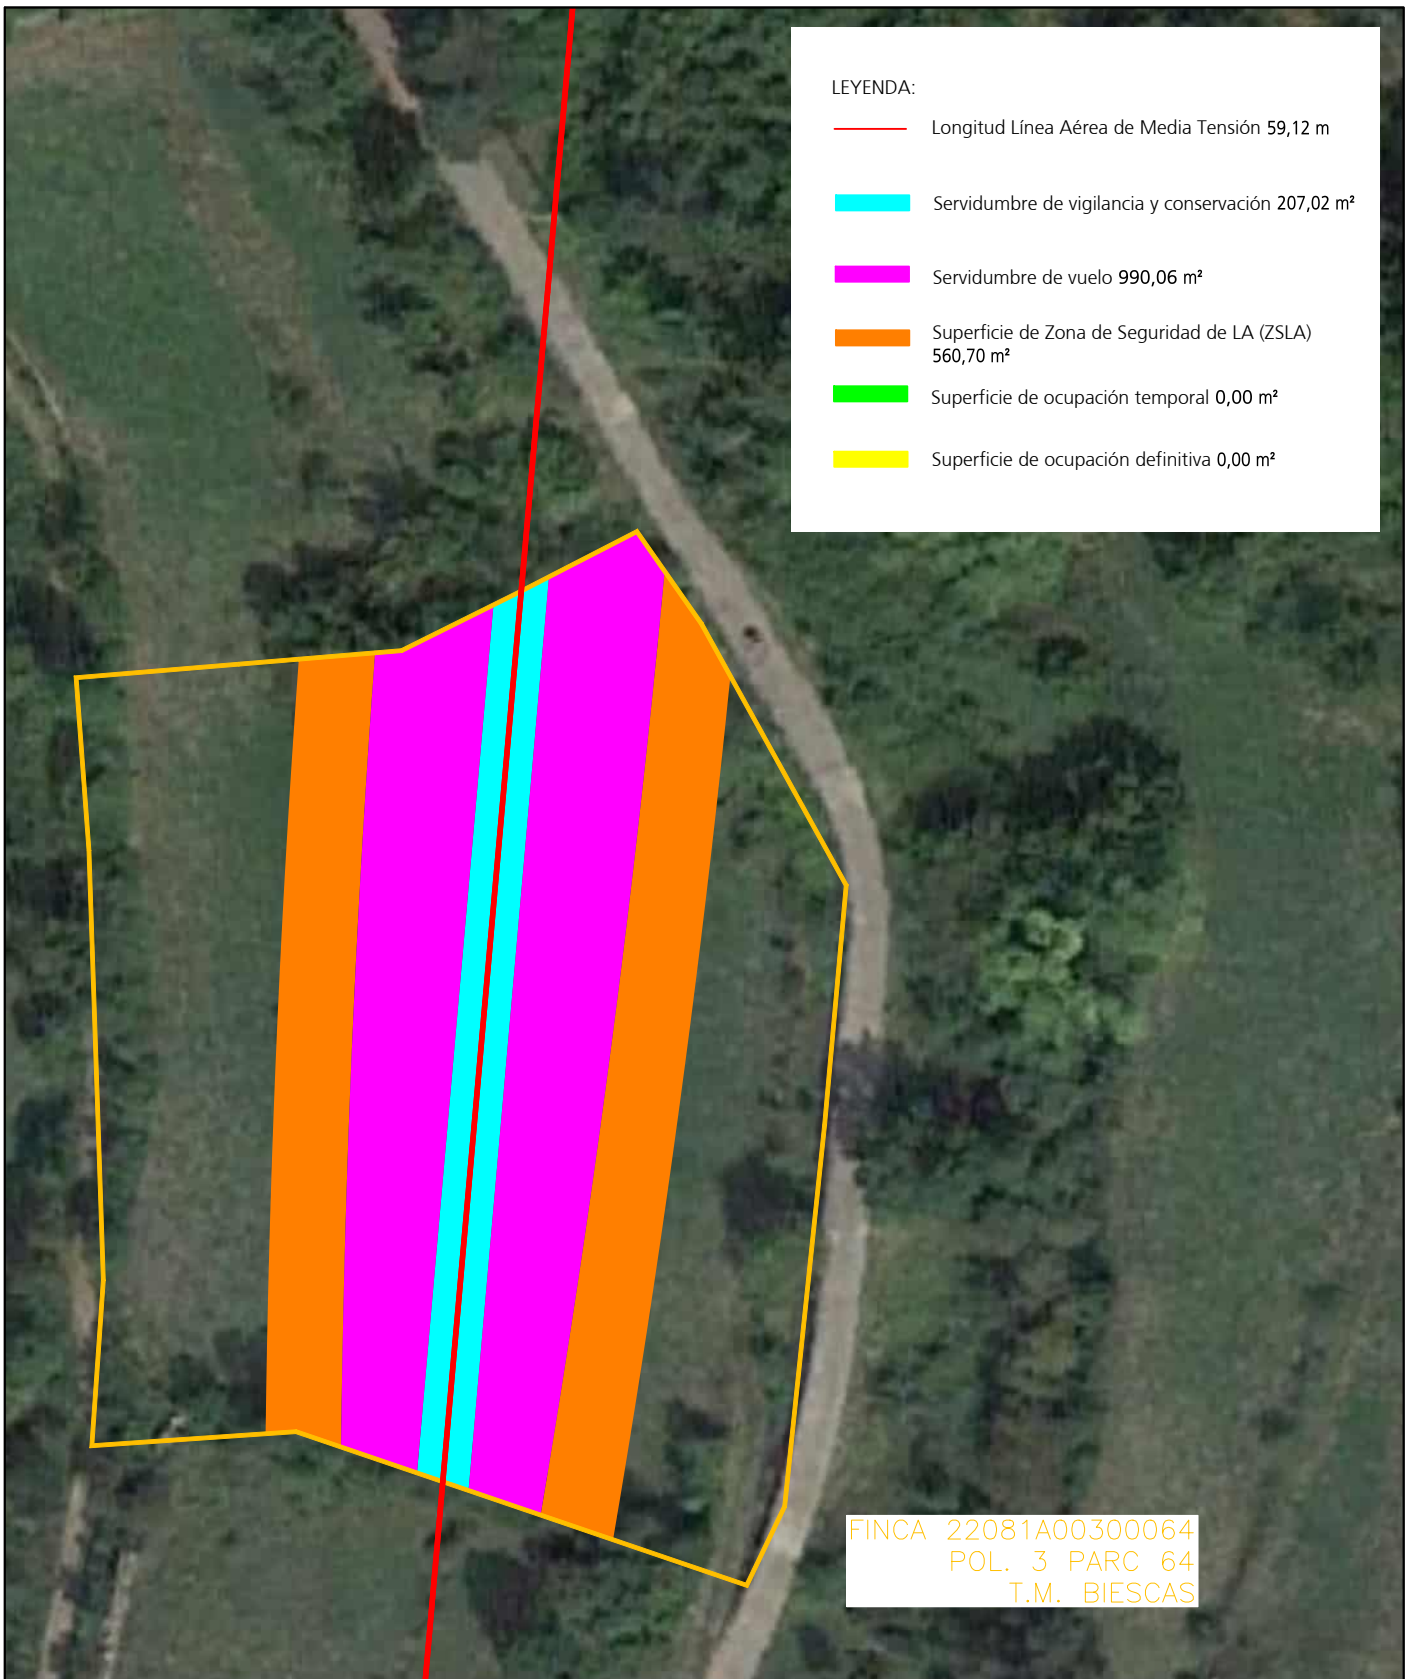 LEYENDA:
Longitud Línea Aérea de Media Tensión 59,12 m
Servidumbre de vigilancia y conservación 207,02 m²
Servidumbre de vuelo 990,06 m²
Superficie de Zona de Seguridad de LA (ZSLA)
560,70 m²
Superficie de ocupación temporal 0,00 m²
Superficie de ocupación definitiva 0,00 m²
FINCA 22081A00300064
POL. 3 PARC 64
T.M. BIESCAS